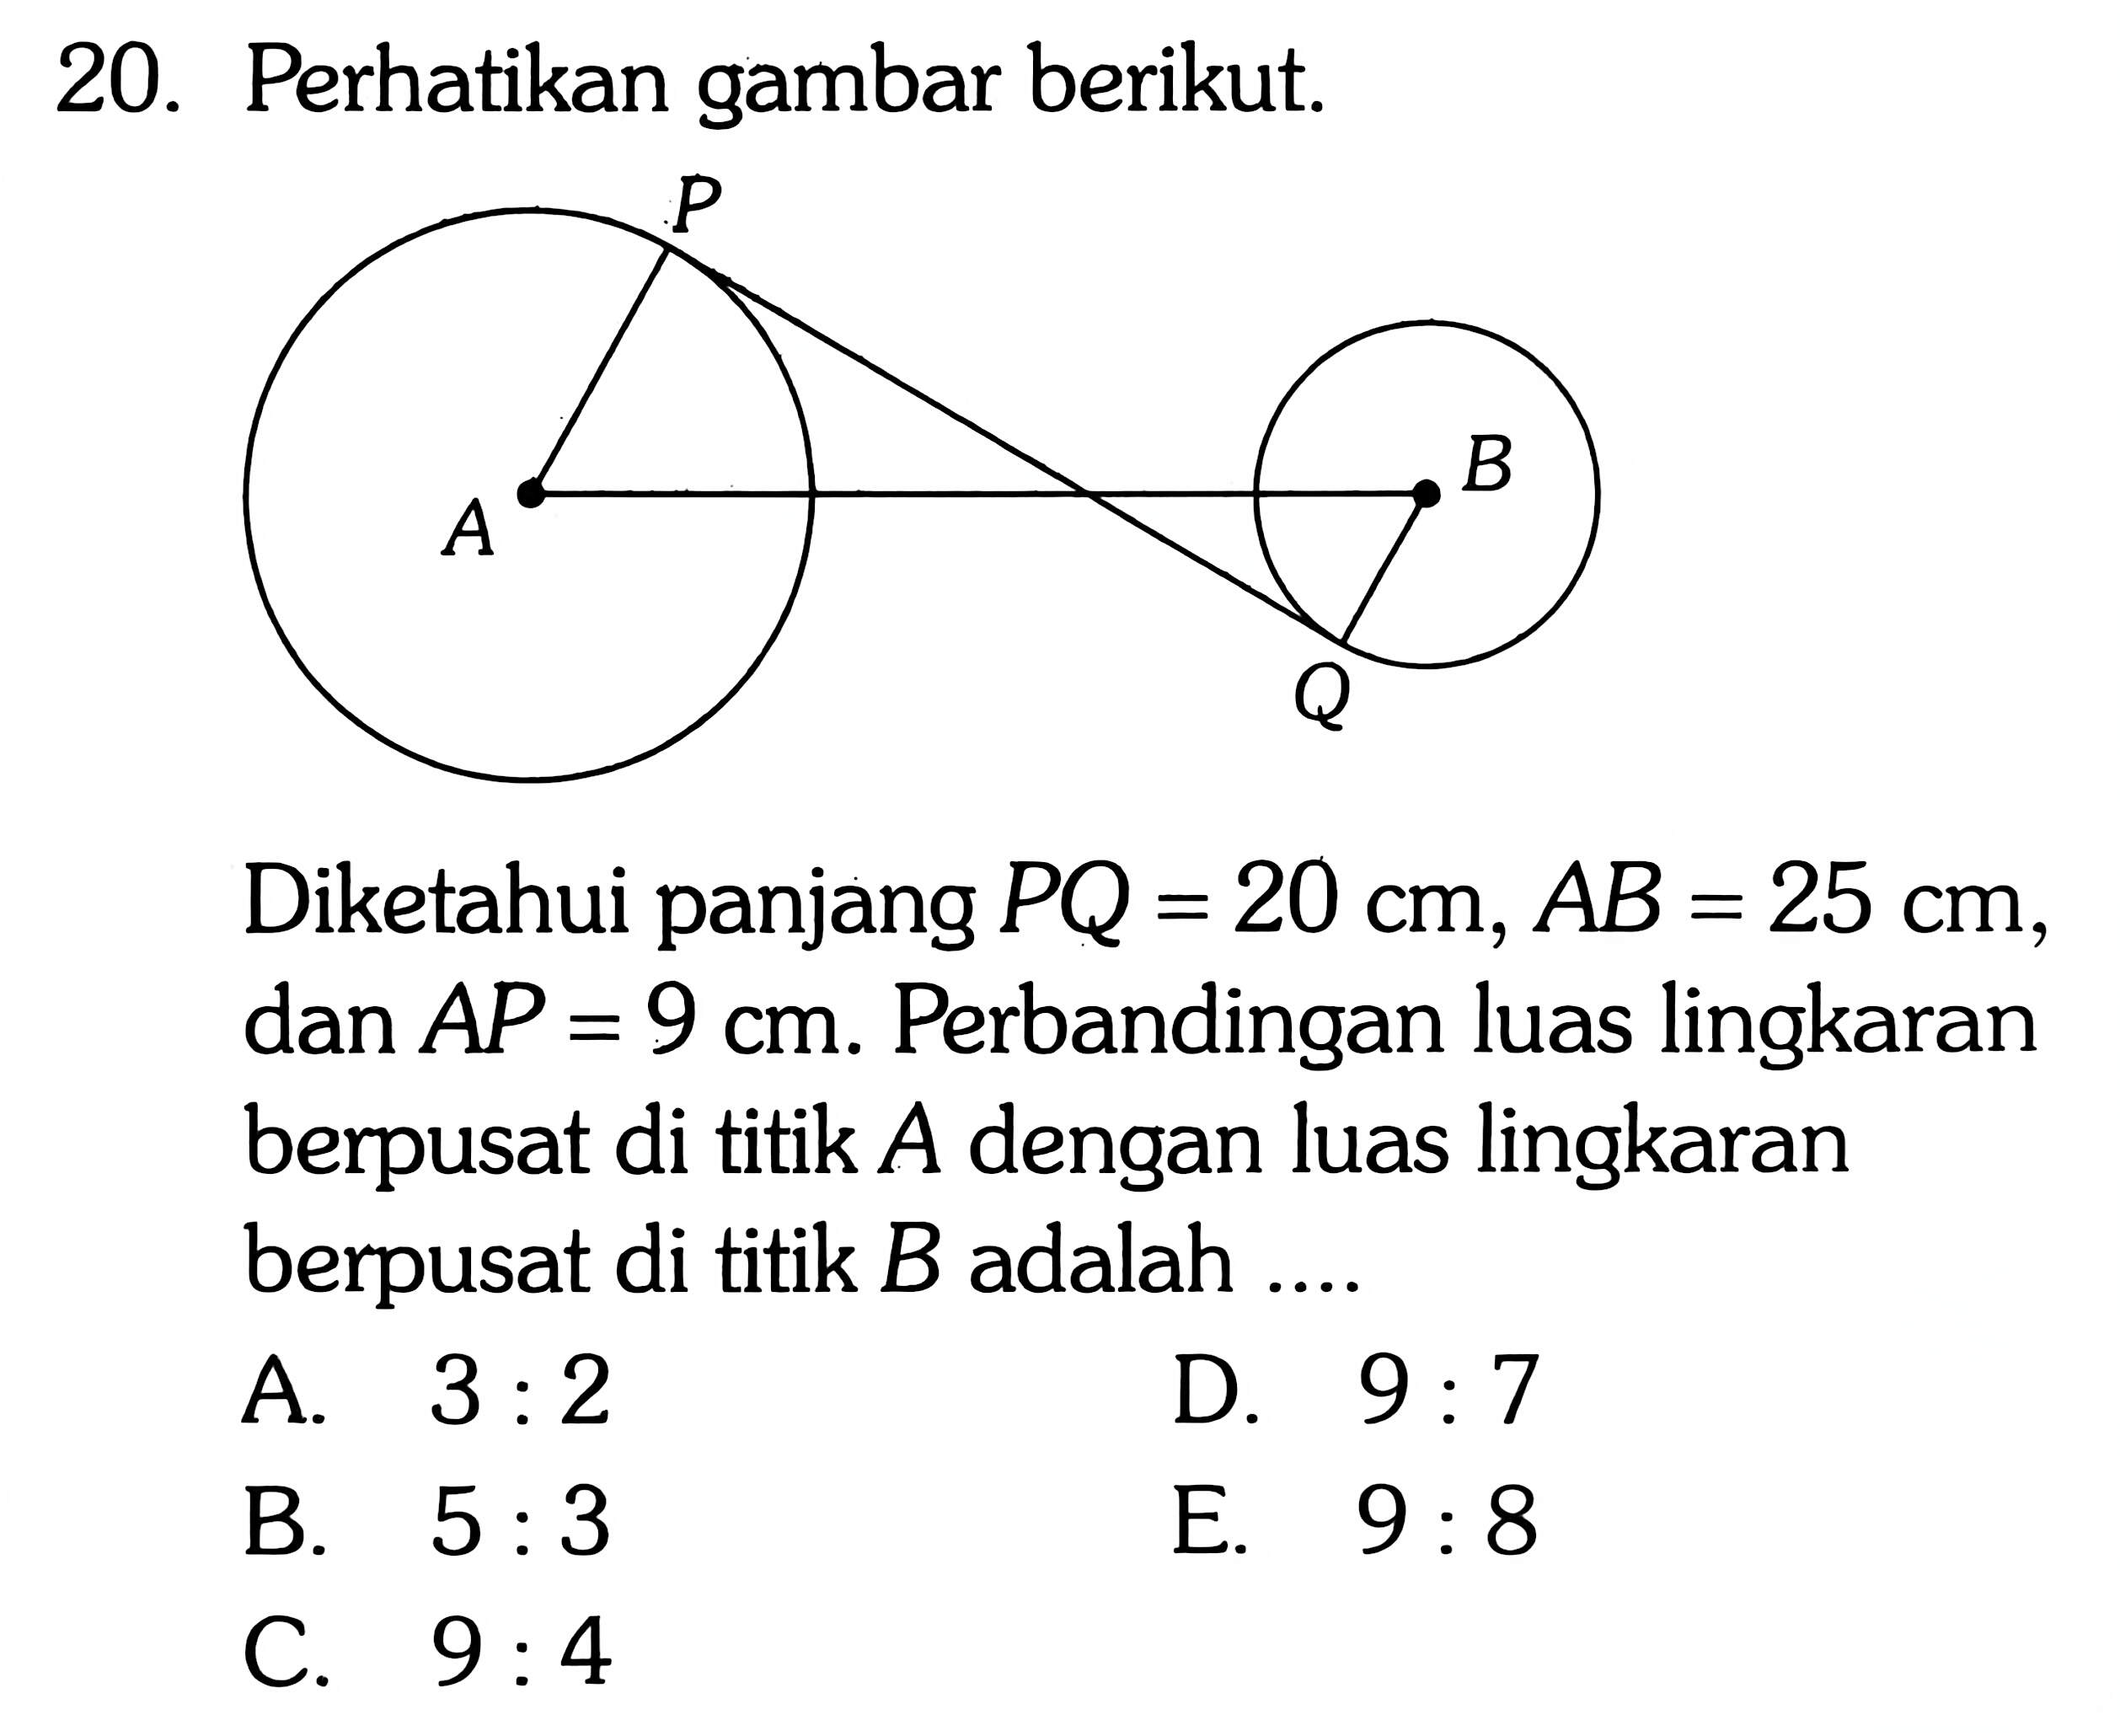 20. Perhatikan gambar berikut.
P
A
B
Q
Diketahui panjang PQ = 20 cm, AB = 25 cm,
dan AP = 9 cm. Perbandingan luas lingkaran
berpusat di titik A dengan luas lingkaran
berpusat di titik B adalah ....
A. 3 : 2 D. 9 : 7
B. 5 : 3 E. 9 : 8
C. 9 : 4